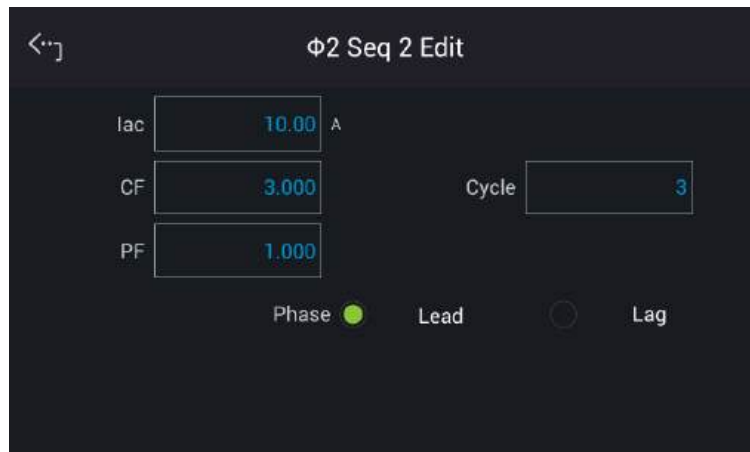 Φ2 Seq 2 Edit
Iac 10.00 A
CF 3.000 Cycle 3
PF 1.000
Phase Lead Lag